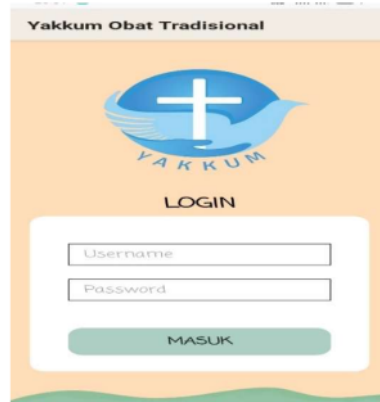 Yakkum Obat Tradisional
YAKKUM
LOGIN
Username
Password
MASUK